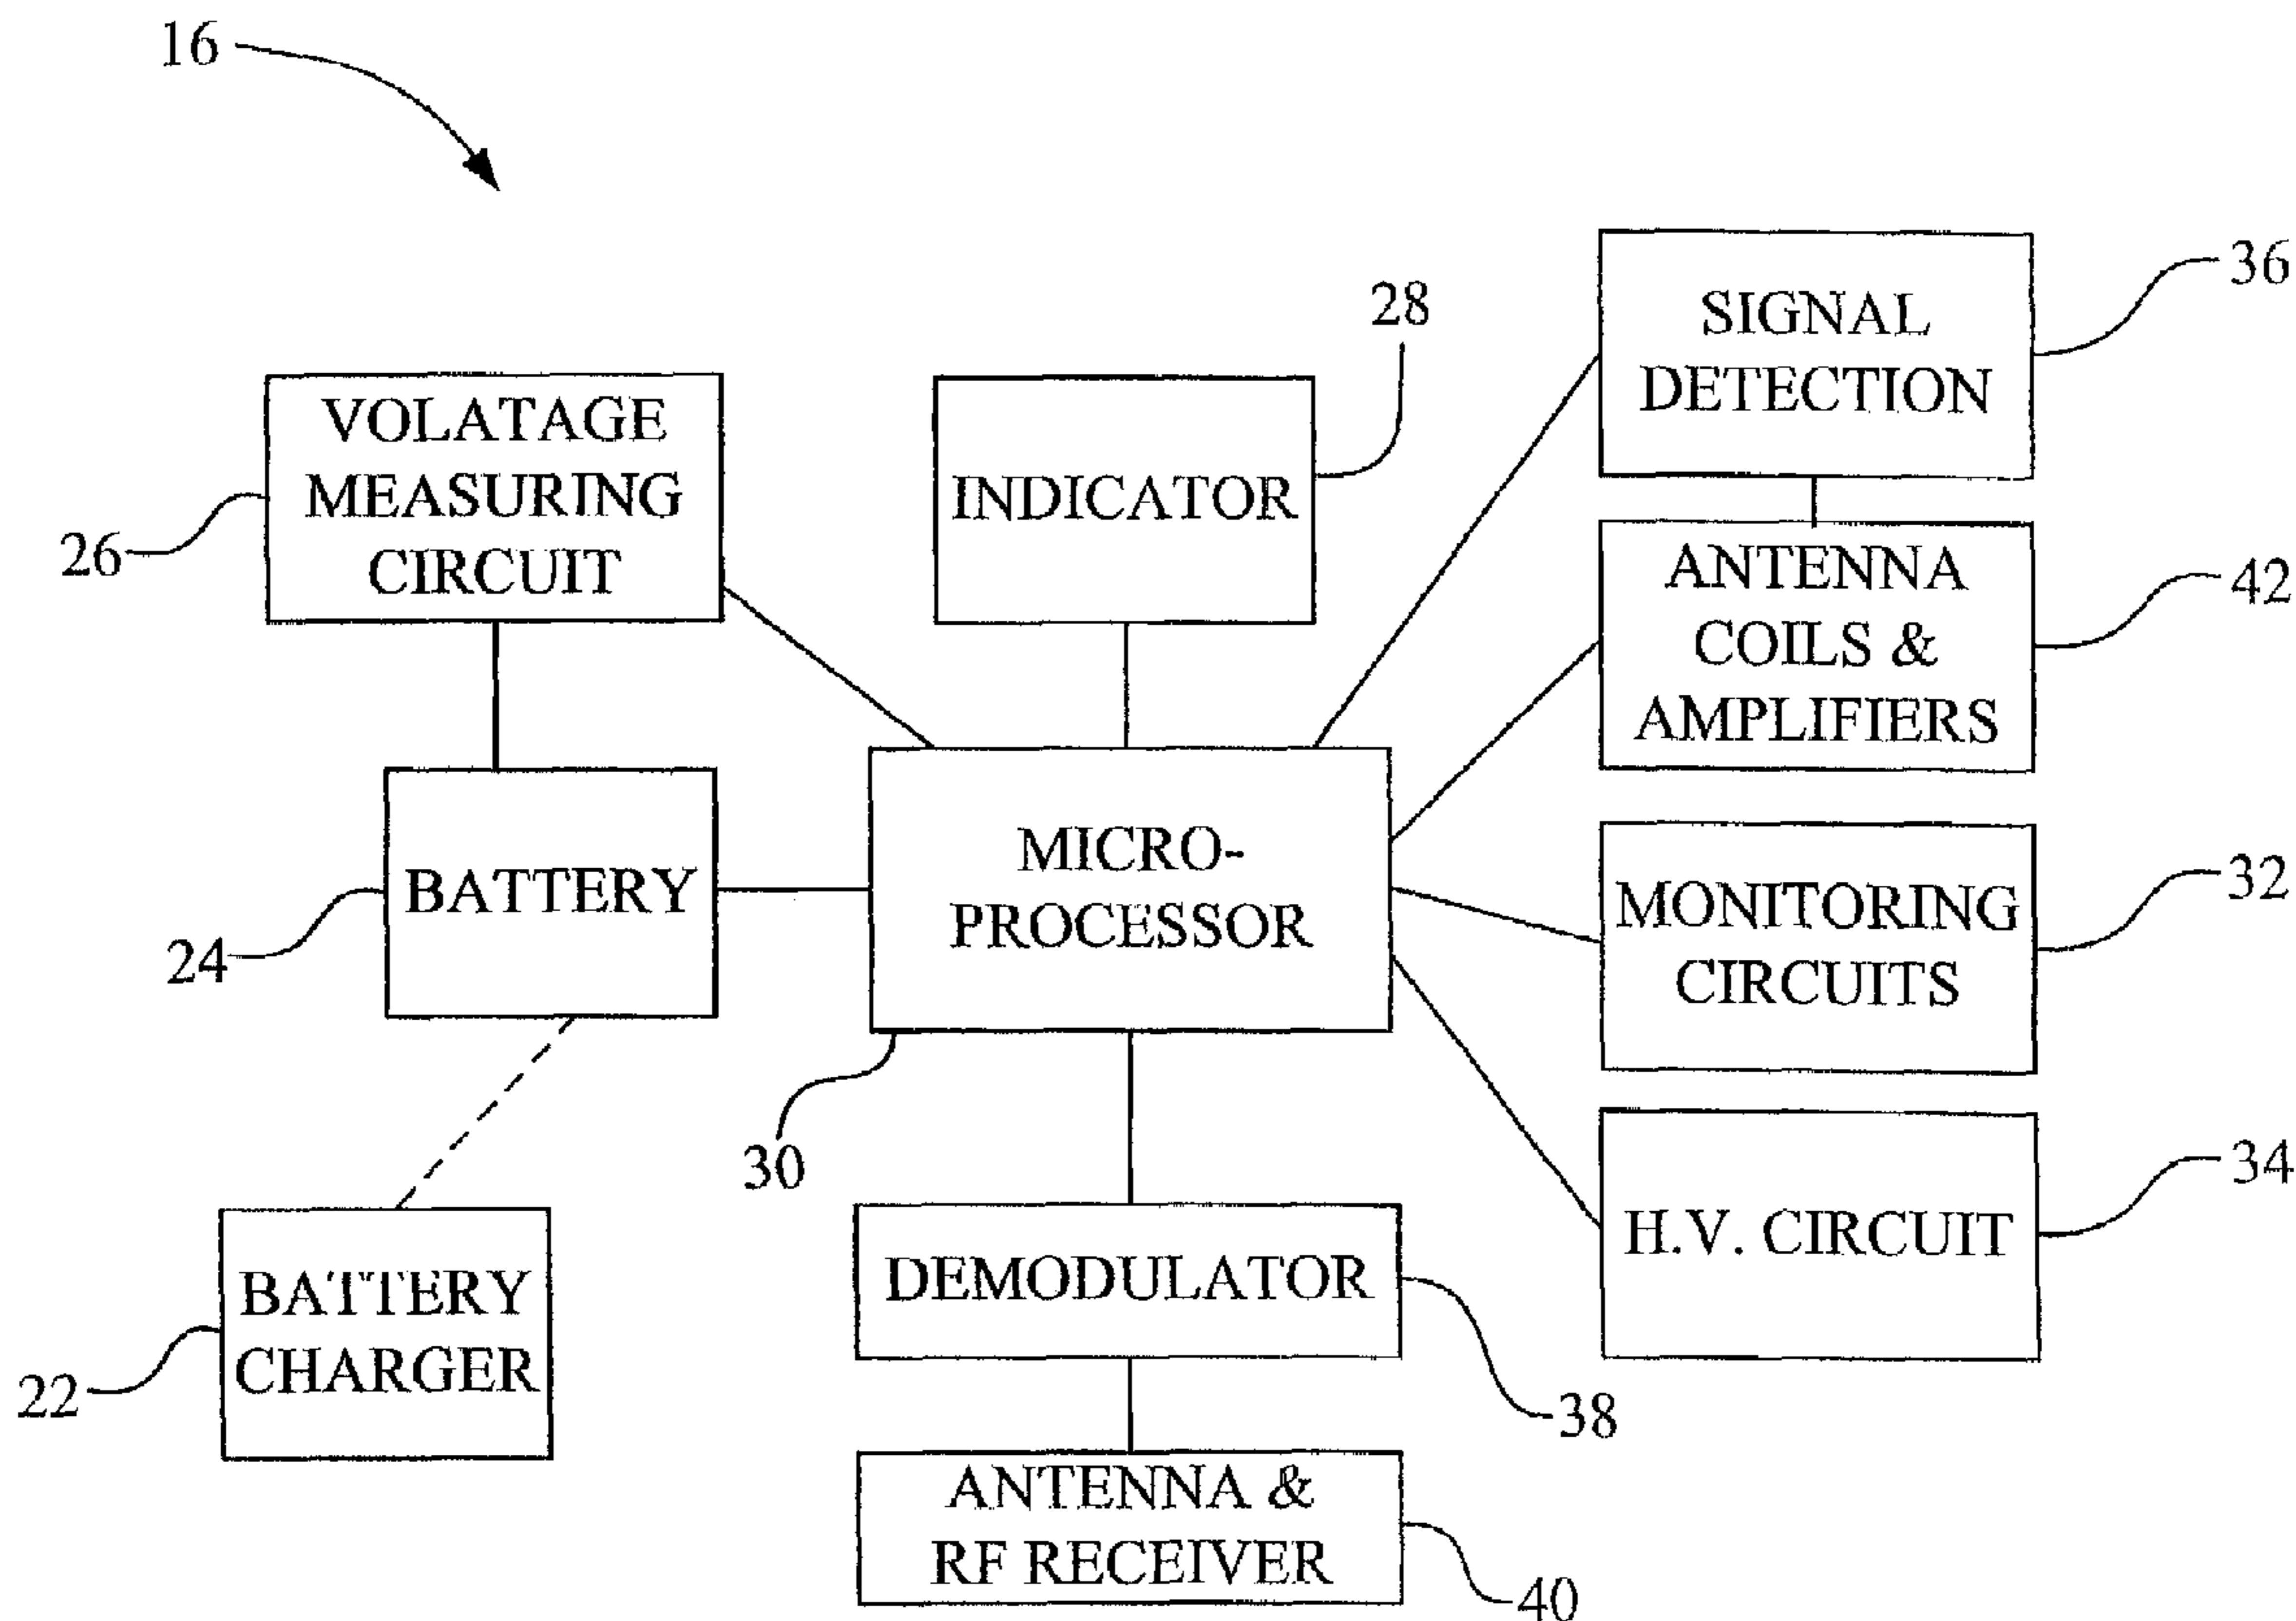 16
SIGNAL
DETECTION
36
28
VOLATAGE
MEASURING
CIRCUIT
26
INDICATOR
ANTENNA
COILS &
AMPLIFIERS
42
BATTERY
24
MICRO-
PROCESSOR
30
MONITORING
CIRCUITS
32
BATTERY
CHARGER
22
DEMODULATOR
38
H.V. CIRCUIT
34
ANTENNA &
RF RECEIVER
40